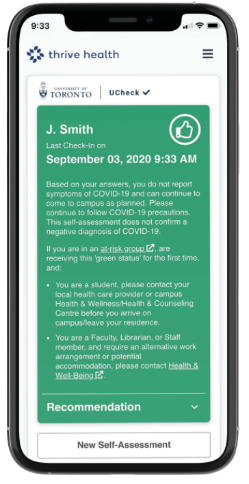 9:33
thrive health
UNIVERSITY OF
TORONTO
UCheck
J. Smith
Last Check-In on
September 03, 2020 9:33 AM
Based on your answers, you do not report
symptoms of COVID-19 and can continue to
come to campus as planned. Please
continue to follow COVID-19 precautions.
This self-assessment does not confirm a
negative diagnosis of COVID-19.
If you are in an at-risk group, are
receiving this 'green status' for the first time,
and:
• You are a student, please contact your
local health care provider or campus
Health & Wellness/Health & Counseling
Centre before you arrive on
campus/leave your residence.
• You are a Faculty, Librarian, or Staff
member, and require an alternative work
arrangement or potential
accommodation, please contact Health &
Well-Being.
Recommendation
New Self-Assessment